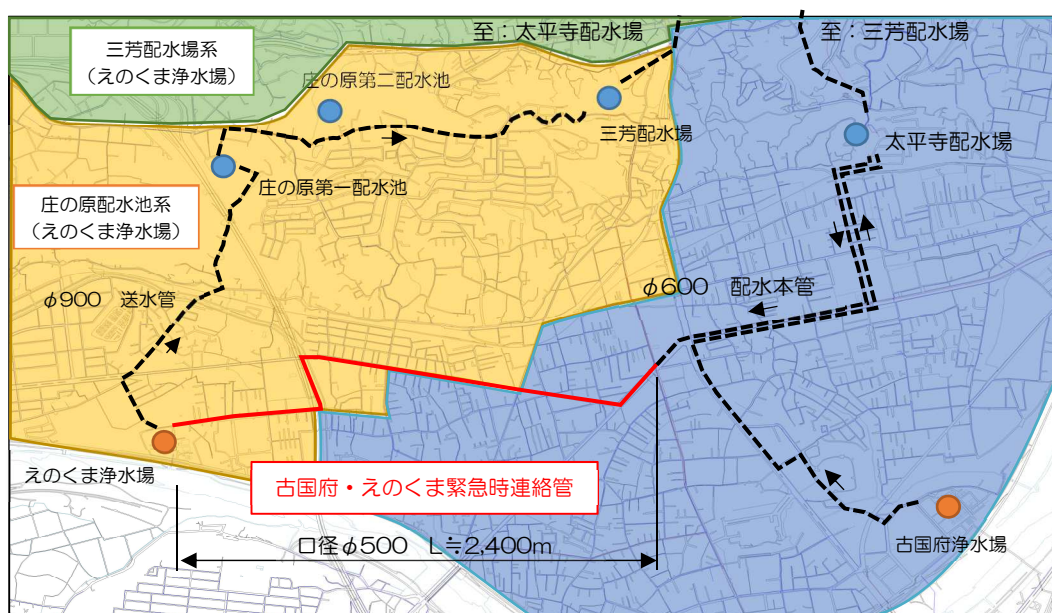 三芳配水場系
（えのくま浄水場）
至：太平寺配水場
至：三芳配水場
庄の原第二配水池
三芳配水場
太平寺配水場
庄の原第一配水池
庄の原配水池系
（えのくま浄水場）
φ900　送水管
φ600　配水本管
えのくま浄水場
古国府・えのくま緊急時連絡管
口径φ500　L≒2,400m
古国府浄水場